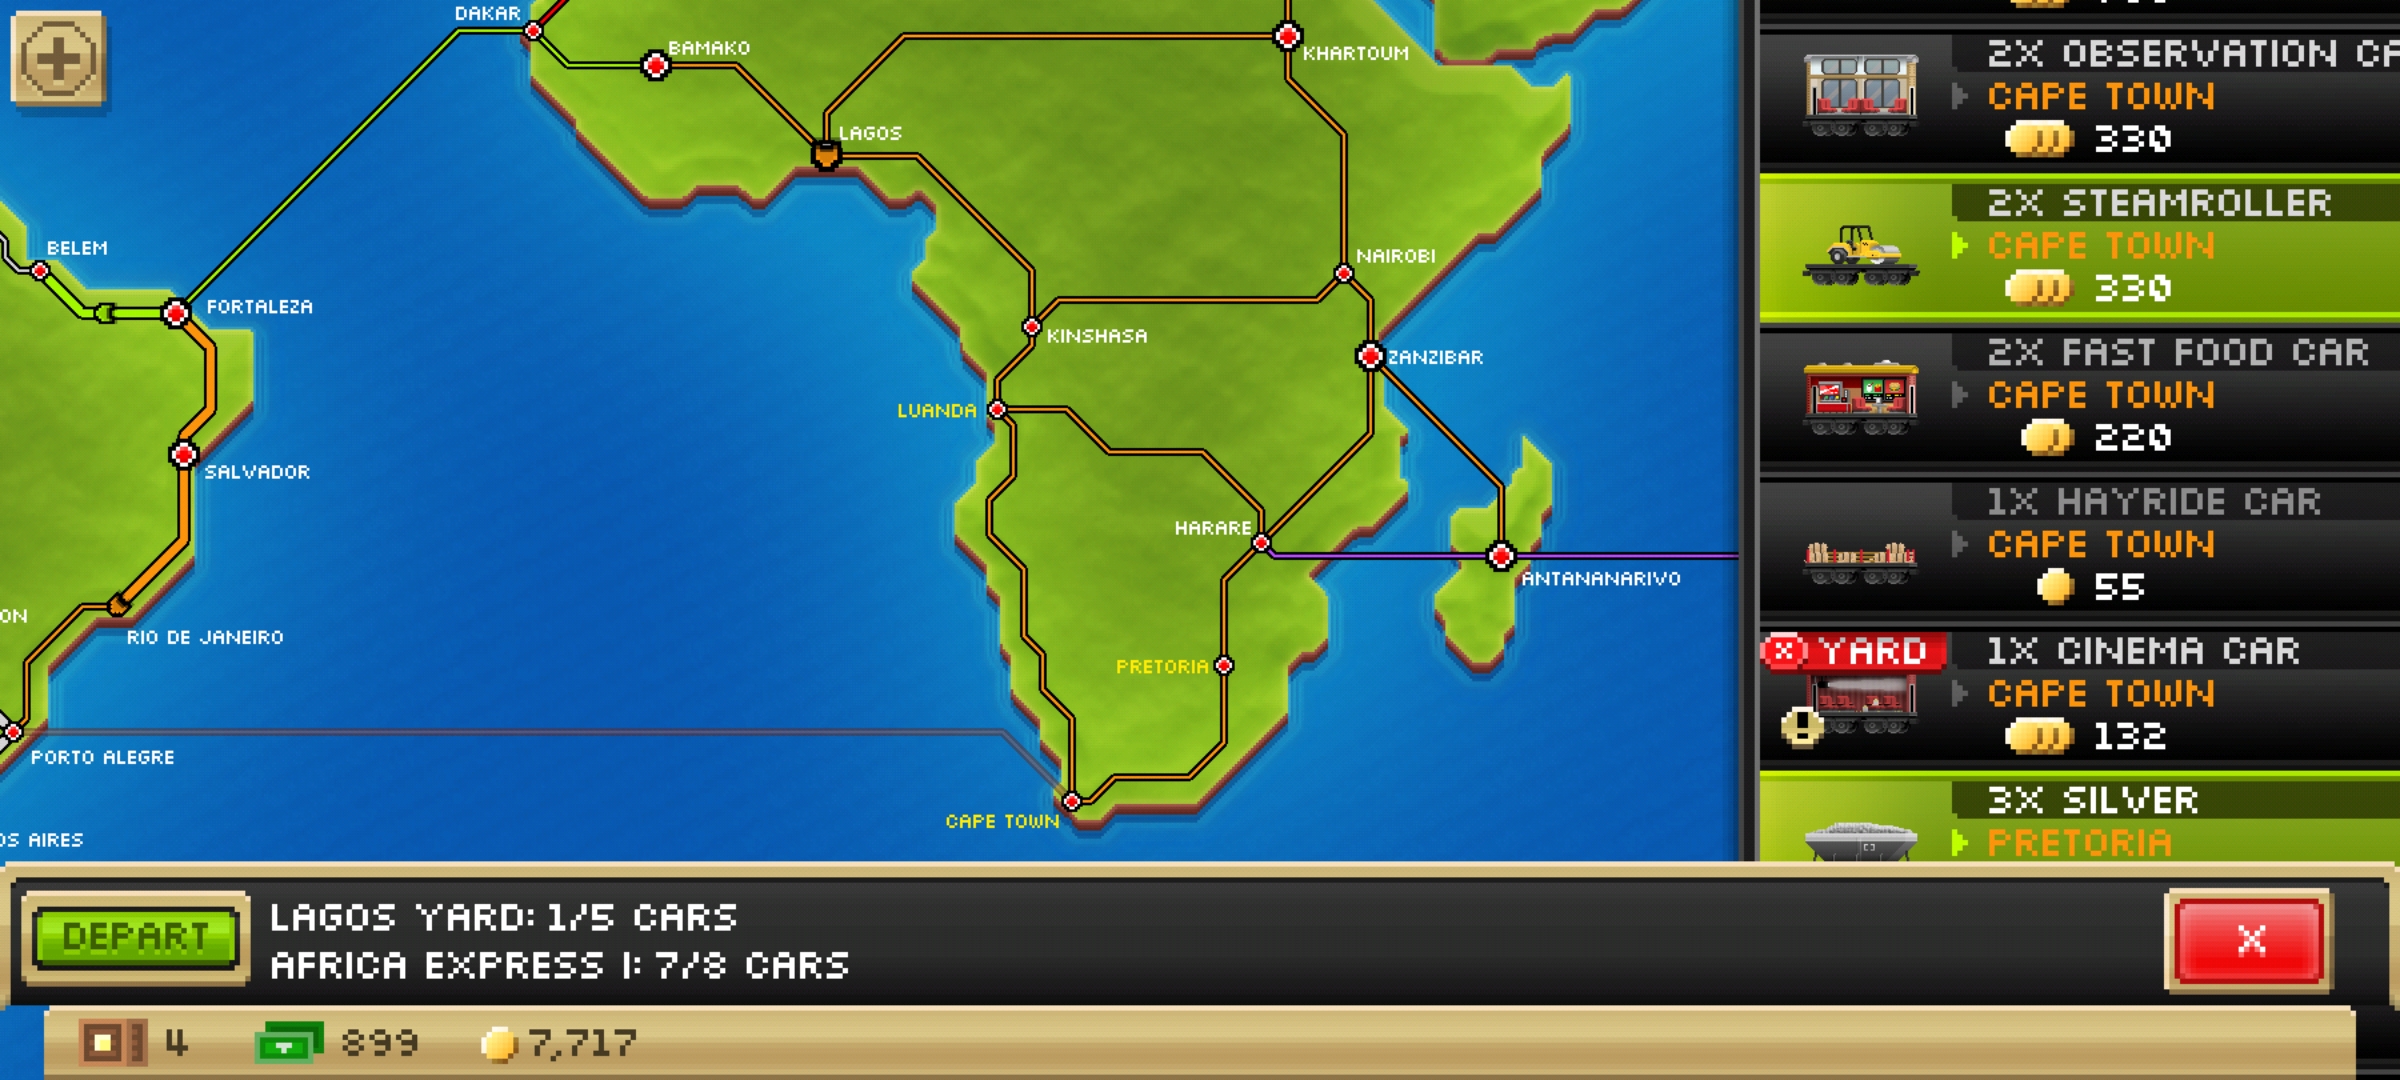 DAKAR
BAMAKO
KHARTOUM
LAGOS
BELEM
NAIROBI
FORTALEZA
KINSHASA
ZANZIBAR
LUANDA
SALVADOR
HARARE
ANTANANARIVO
ON
RIO DE JANEIRO
PRETORIA
PORTO ALEGRE
CAPE TOWN
OS AIRES
2X OBSERVATION CA
CAPE TOWN
330
2X STEAMROLLER
CAPE TOWN
330
2X FAST FOOD CAR
CAPE TOWN
220
1X HAYRIDE CAR
CAPE TOWN
55
X YARD
1X CINEMA CAR
CAPE TOWN
! 132
3X SILVER
PRETORIA
DEPART
LAGOS YARD: 1/5 CARS
AFRICA EXPRESS I: 7/8 CARS
X
4 899 7,717